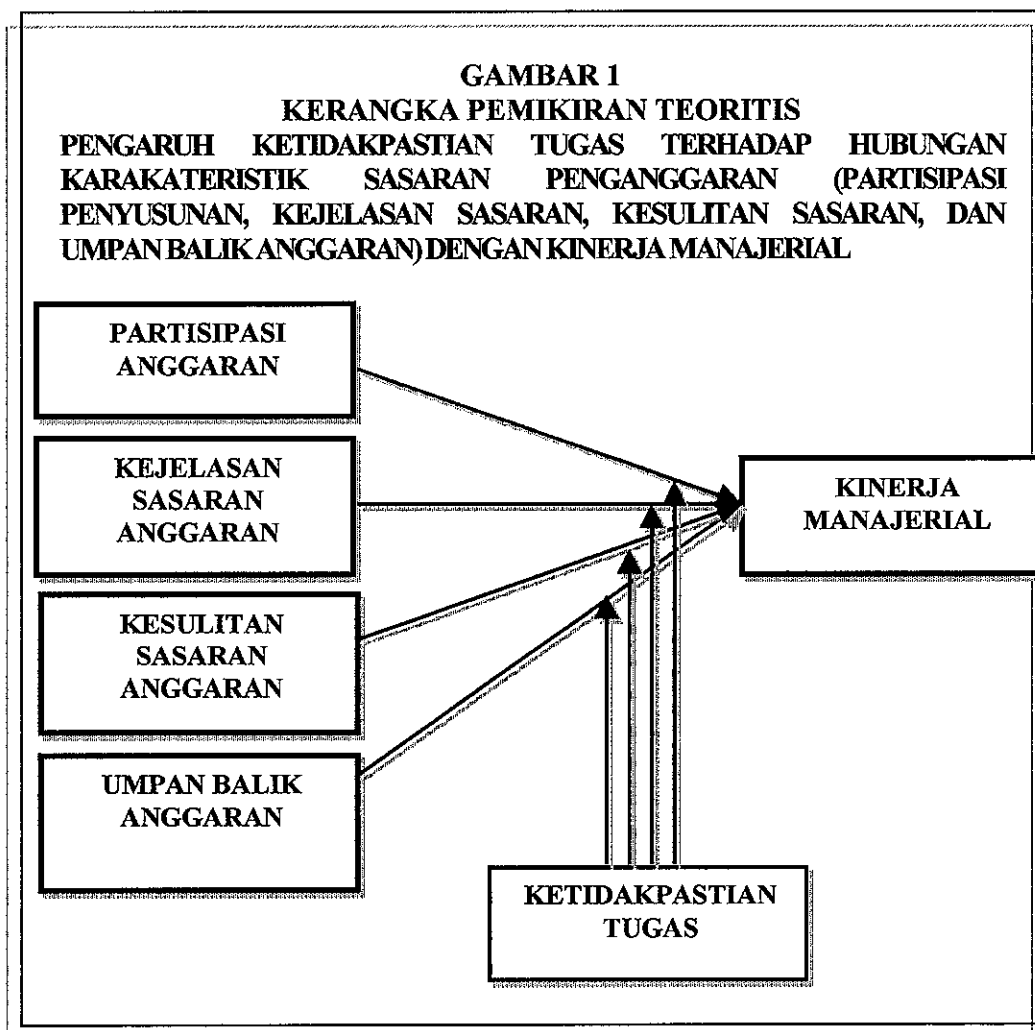 GAMBAR 1
KERANGKA PEMIKIRAN TEORITIS
PENGARUH KETIDAKPASTIAN TUGAS TERHADAP HUBUNGAN
KARAKATERISTIK SASARAN PENGANGGARAN (PARTISIPASI
PENYUSUNAN, KEJELASAN SASARAN, KESULITAN SASARAN, DAN
UMPAN BALIK ANGGARAN) DENGAN KINERJA MANAJERIAL
PARTISIPASI
ANGGARAN
KEJELASAN
SASARAN
ANGGARAN
KINERJA
MANAJERIAL
KESULITAN
SASARAN
ANGGARAN
UMPAN BALIK
ANGGARAN
KETIDAKPASTIAN
TUGAS